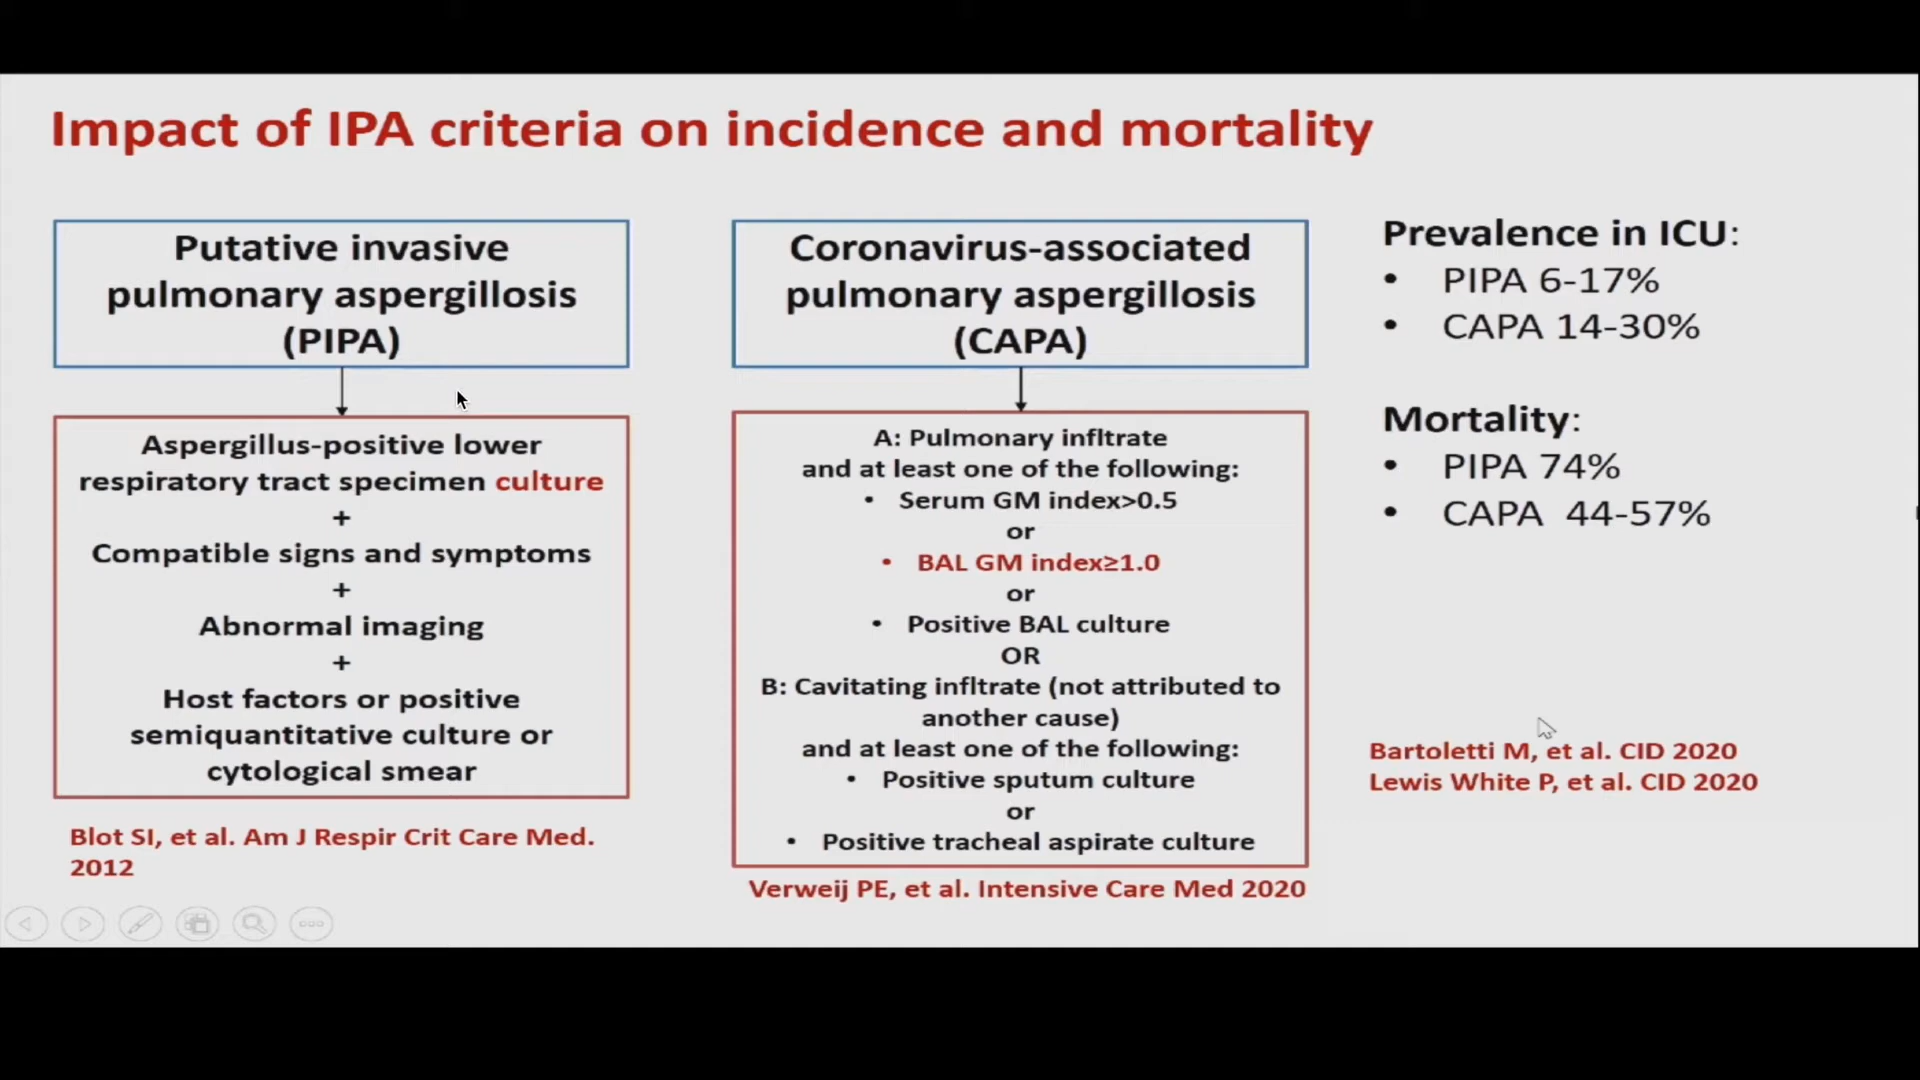 Impact of IPA criteria on incidence and mortality
Putative invasive
pulmonary aspergillosis
(PIPA)
Aspergillus-positive lower
respiratory tract specimen culture
+
Compatible signs and symptoms
+
Abnormal imaging
+
Host factors or positive
semiquantitative culture or
cytological smear
Blot SI, et al. Am J Respir Crit Care Med.
2012
Coronavirus-associated
pulmonary aspergillosis
(CAPA)
A: Pulmonary infltrate
and at least one of the following:
• Serum GM index>0.5
or
• BAL GM index≥1.0
or
• Positive BAL culture
OR
B: Cavitating infltrate (not attributed to
another cause)
and at least one of the following:
• Positive sputum culture
or
• Positive tracheal aspirate culture
Verweij PE, et al. Intensive Care Med 2020
Prevalence in ICU:
• PIPA 6-17%
• CAPA 14-30%
Mortality:
• PIPA 74%
• CAPA 44-57%
Bartoletti M, et al. CID 2020
Lewis White P, et al. CID 2020